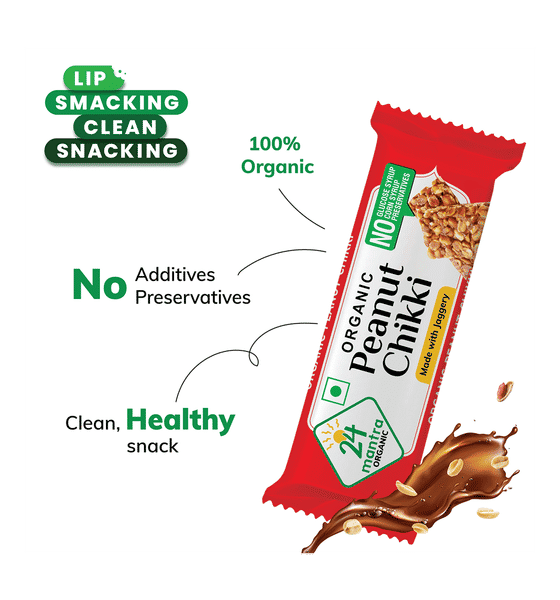 LIP
SMACKING
CLEAN
SNACKING
100%
Organic
No Additives
Preservatives
Clean, Healthy
snack
NO GLUCOSE SYRUP
CORN SYRUP
PRESERVATIVES
ORGANIC
Peanut
Chikki
Made with Jaggery
24
mantra
ORGANIC